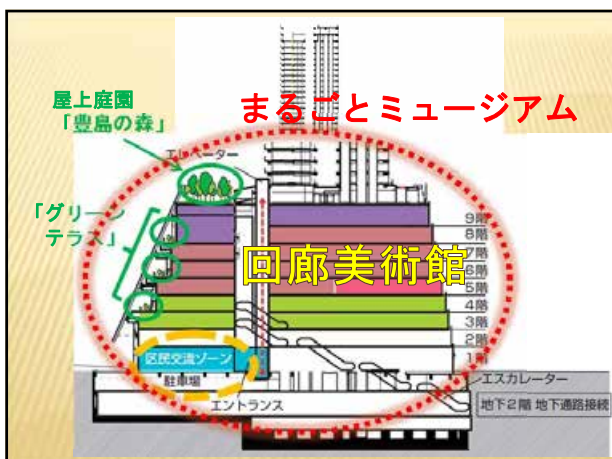 屋上庭園
「豊島の森」
まるごとミュージアム
エレベーター
「グリーン
テラス」
回廊美術館
9階
8階
7階
6階
5階
4階
3階
2階
1階
区民交流ゾーン
駐車場
エスカレーター
エントランス
地下2階 地下通路接続